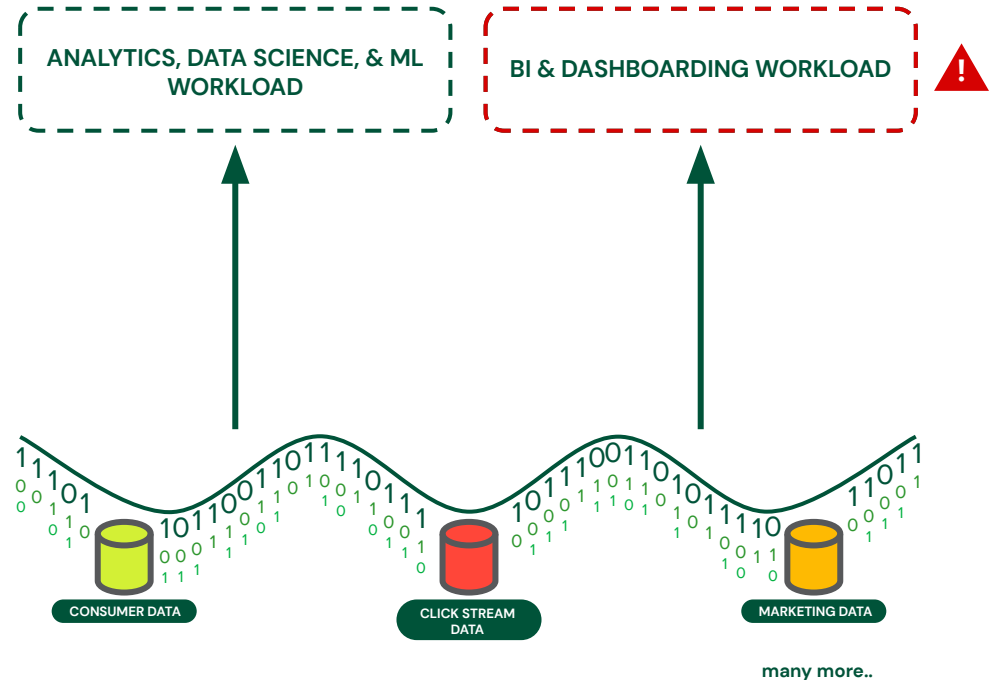 ANALYTICS, DATA SCIENCE, & ML
WORKLOAD
BI & DASHBOARDING WORKLOAD
!
CONSUMER DATA
CLICK STREAM
DATA
MARKETING DATA
many more..